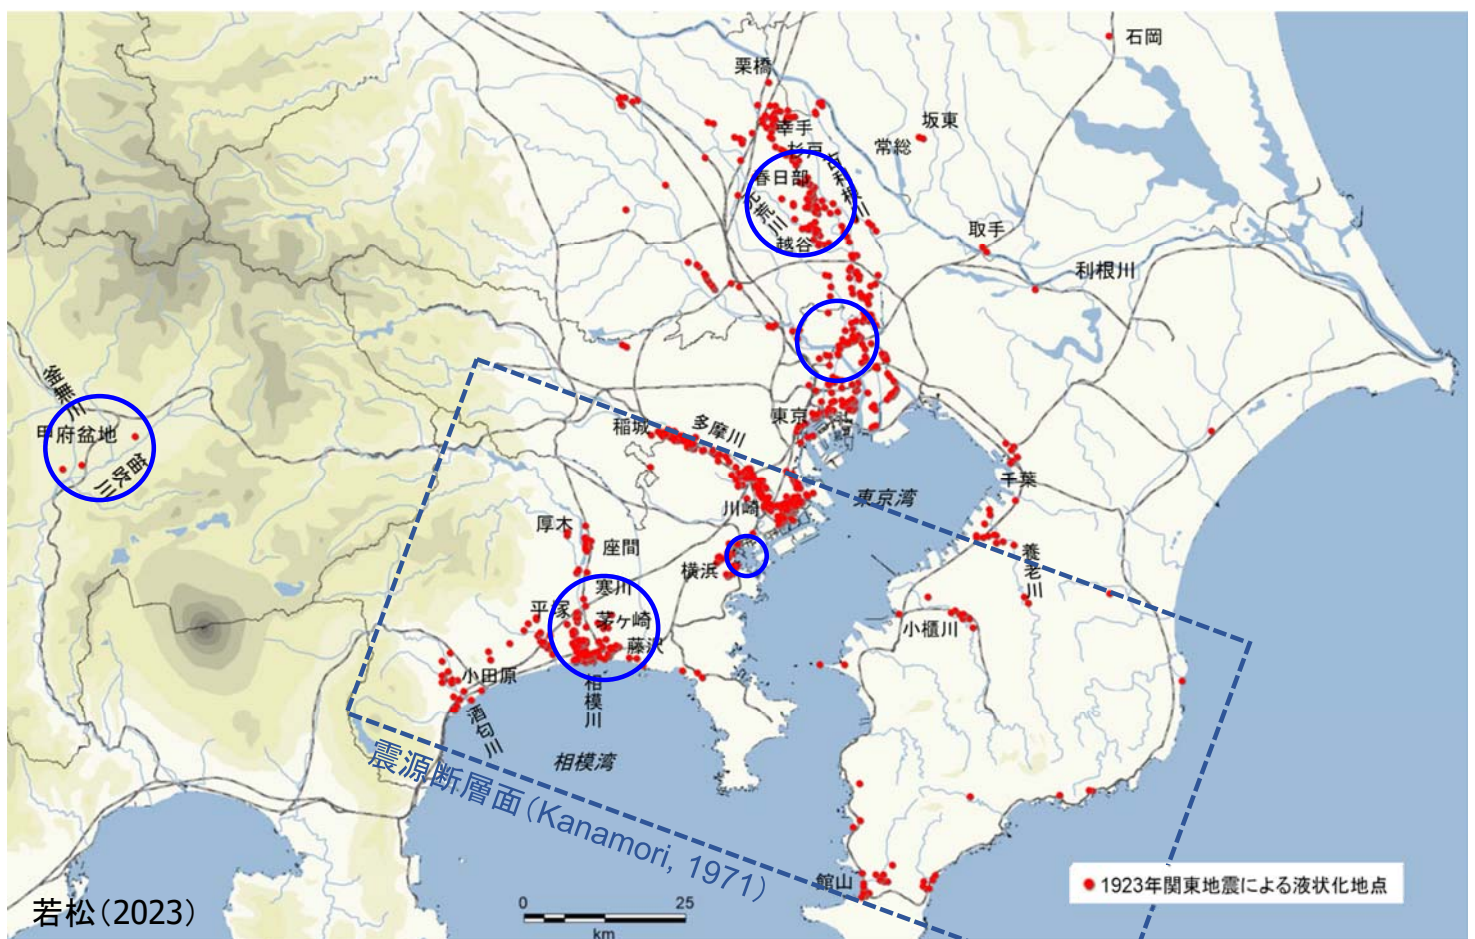 石岡
栗橋
坂東
幸手
常総
杉戸
古利根川
春日部
元荒川
越谷
取手
利根川
釜無川
甲府盆地
笛吹川
稲城
多摩川
東京
千葉
東京湾
川崎
厚木
座間
養老川
横浜
寒川
平塚
茅ヶ崎
小櫃川
藤沢
小田原
相模川
酒匂川
相模湾
震源断層面(Kanamori, 1971)
館山
1923年関東地震による液状化地点
若松(2023)
0 25
km